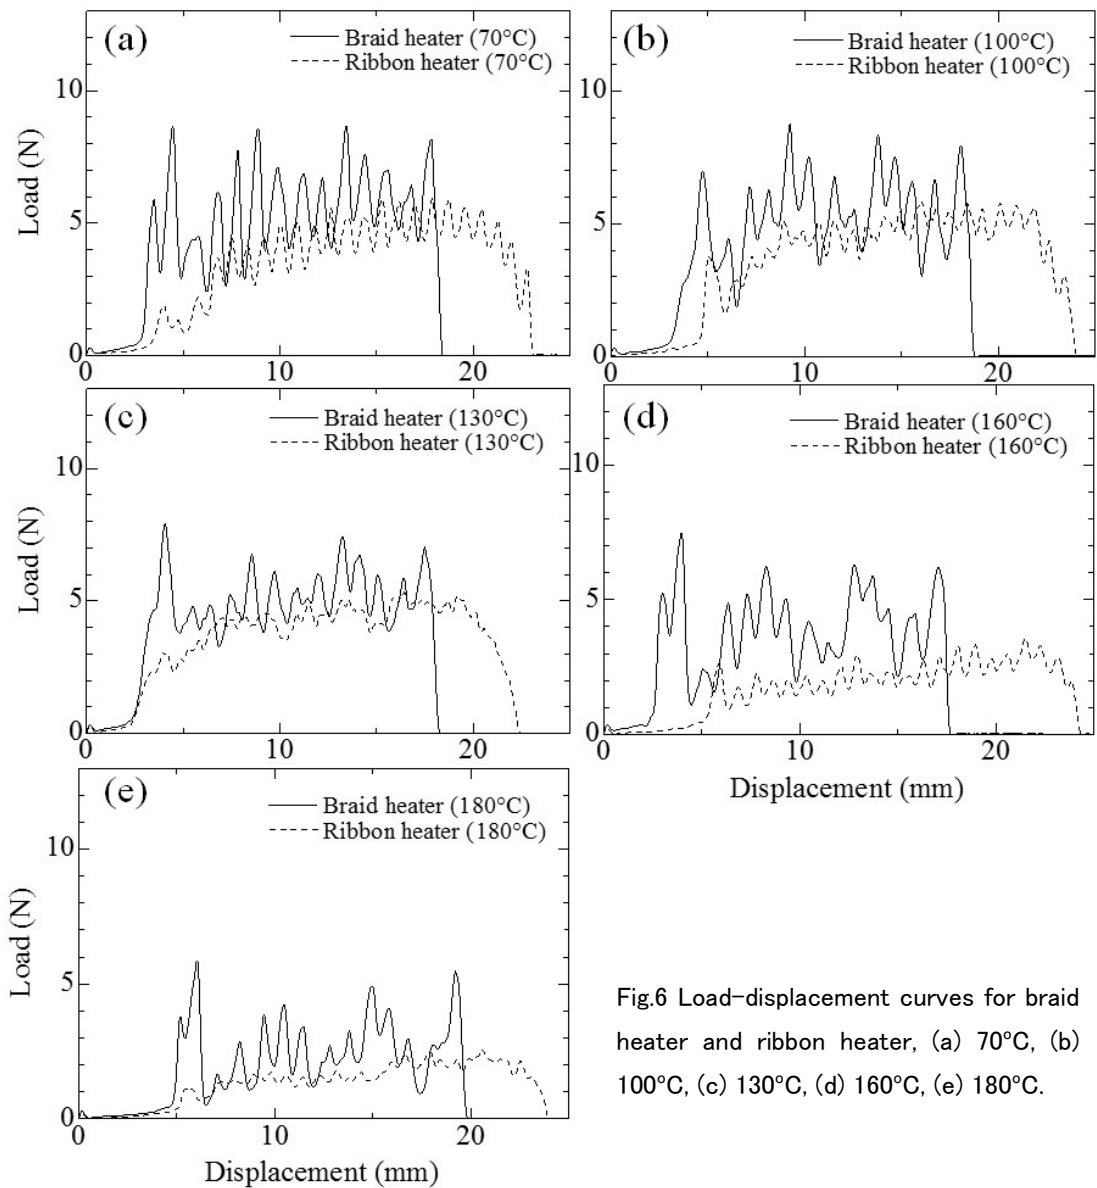 (a)
Braid heater (70°C)
Ribbon heater (70°C)
10
Load (N)
5
0
0
10
20
(b)
Braid heater (100°C)
Ribbon heater (100°C)
10
5
0
0
10
20
(c)
Braid heater (130°C)
Ribbon heater (130°C)
10
Load (N)
5
0
0
10
20
(d)
Braid heater (160°C)
Ribbon heater (160°C)
10
5
0
0
10
20
Displacement (mm)
(e)
Braid heater (180°C)
Ribbon heater (180°C)
10
Load (N)
5
0
0
10
20
Displacement (mm)
Fig.6 Load-displacement curves for braid
heater and ribbon heater, (a) 70°C, (b)
100°C, (c) 130°C, (d) 160°C, (e) 180°C.